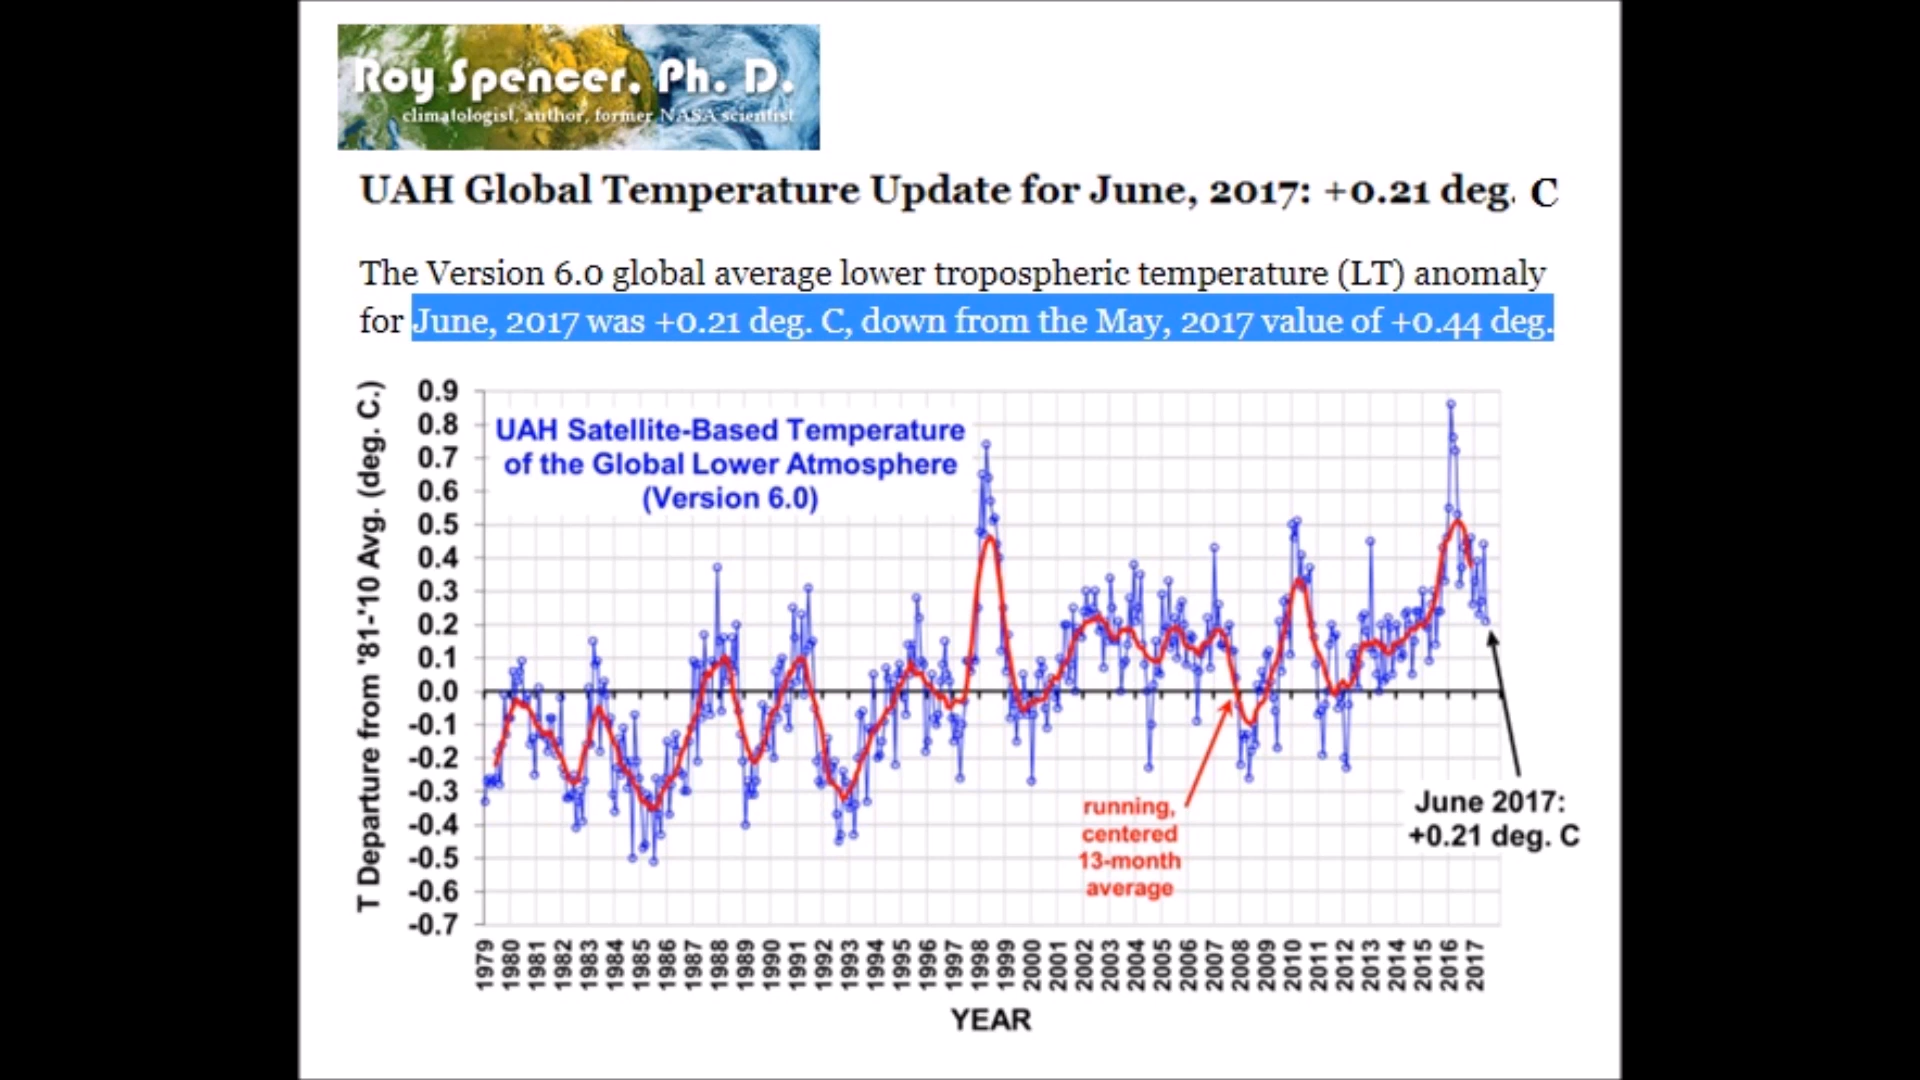 Roy Spencer, Ph. D.
climatologist, author, former NASA scientist
UAH Global Temperature Update for June, 2017: +0.21 deg. C
The Version 6.0 global average lower tropospheric temperature (LT) anomaly
for June, 2017 was +0.21 deg. C, down from the May, 2017 value of +0.44 deg.
T Departure from '81-'10 Avg. (deg. C.)
0.9
0.8
0.7
0.6
0.5
0.4
0.3
0.2
0.1
0.0
-0.1
-0.2
-0.3
-0.4
-0.5
-0.6
-0.7
UAH Satellite-Based Temperature
of the Global Lower Atmosphere
(Version 6.0)
running,
centered
13-month
average
June 2017:
+0.21 deg. C
1979 1980 1981 1982 1983 1984 1985 1986 1987 1988 1989 1990 1991 1992 1993 1994 1995 1996 1997 1998 1999 2000 2001 2002 2003 2004 2005 2006 2007 2008 2009 2010 2011 2012 2013 2014 2015 2016 2017
YEAR